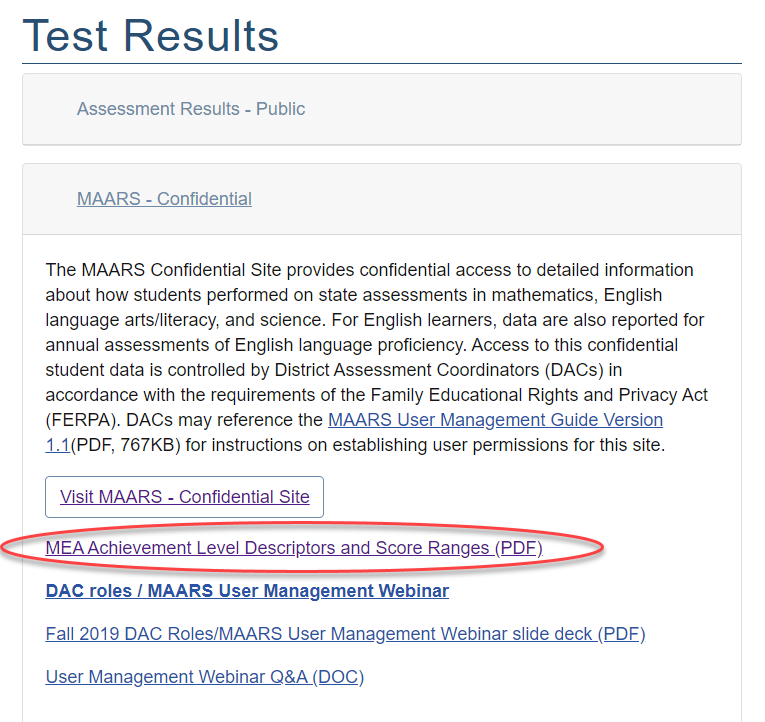 Test Results
Assessment Results - Public
MAARS - Confidential
The MAARS Confidential Site provides confidential access to detailed information
about how students performed on state assessments in mathematics, English
language arts/literacy, and science. For English learners, data are also reported for
annual assessments of English language proficiency. Access to this confidential
student data is controlled by District Assessment Coordinators (DACs) in
accordance with the requirements of the Family Educational Rights and Privacy Act
(FERPA). DACs may reference the MAARS User Management Guide Version
1.1(PDF, 767KB) for instructions on establishing user permissions for this site.
Visit MAARS - Confidential Site
MEA Achievement Level Descriptors and Score Ranges (PDF)
DAC roles / MAARS User Management Webinar
Fall 2019 DAC Roles/MAARS User Management Webinar slide deck (PDF)
User Management Webinar Q&A (DOC)